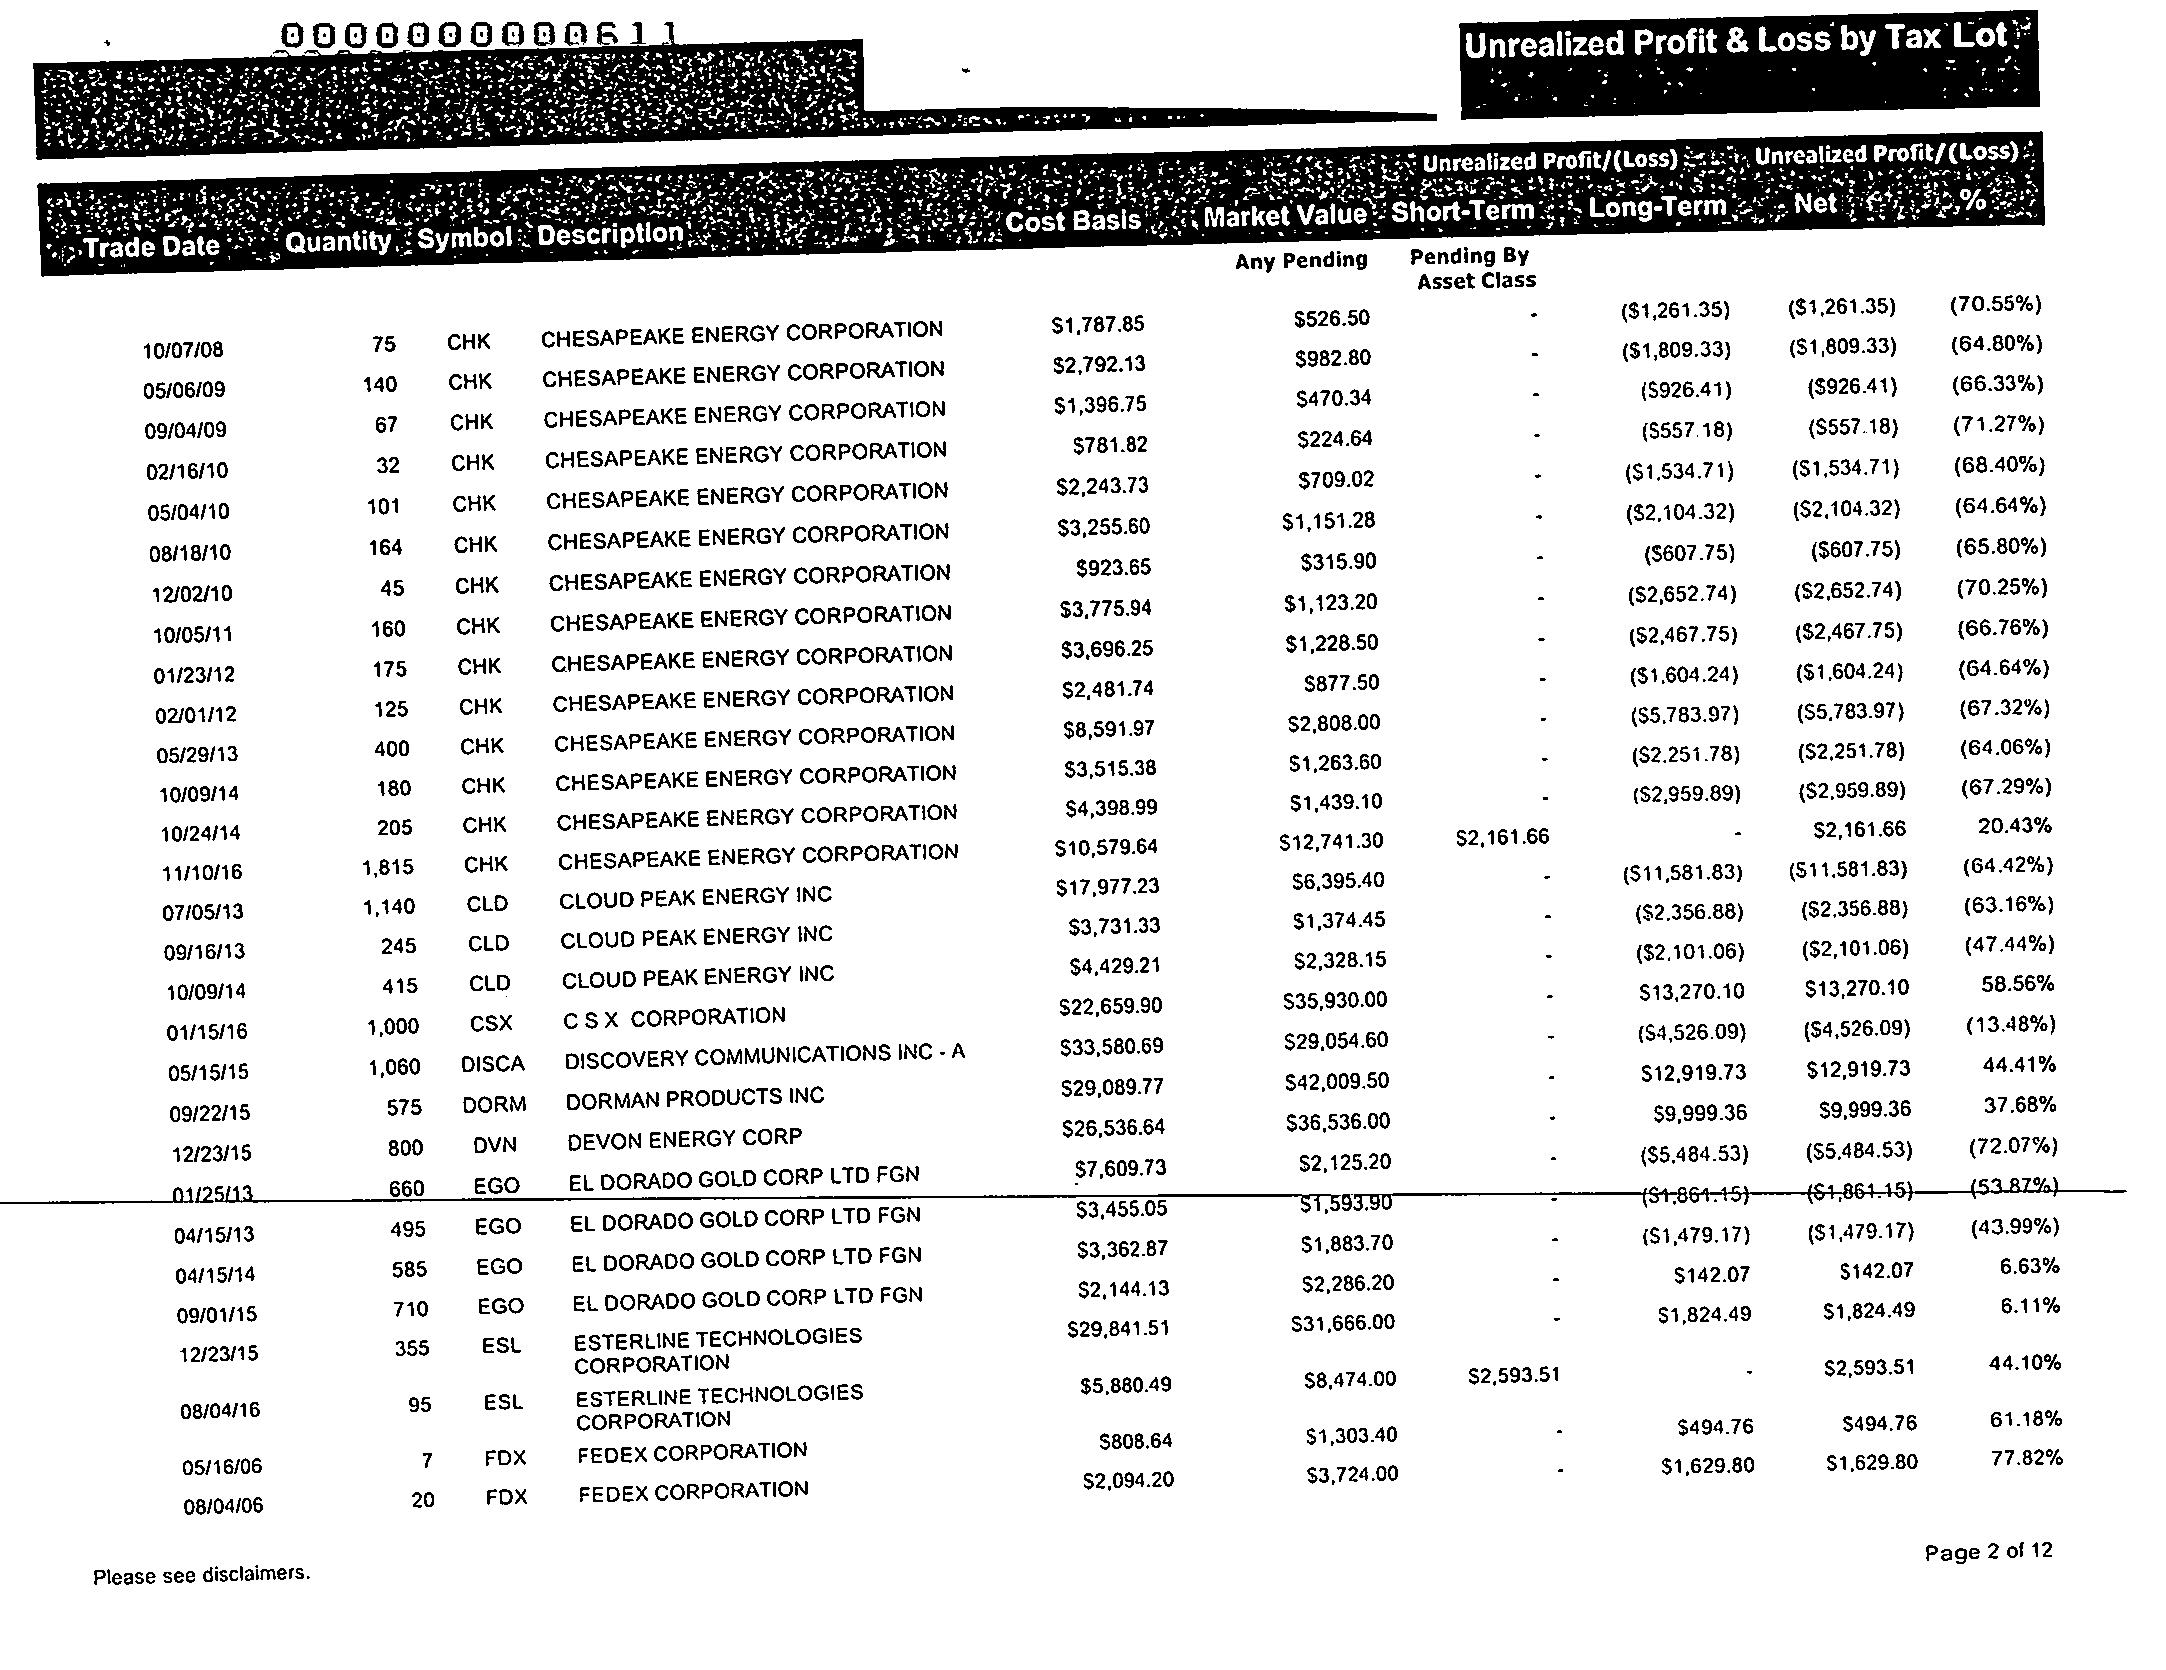 0000000000611
Unrealized Profit & Loss by Tax Lot
Unrealized Profit/(Loss) Unrealized Profit/(Loss)
Trade Date Quantity Symbol Description Cost Basis Market Value Short-Term Long-Term Net %
Any Pending Pending By
Asset Class
10/07/08 75 CHK CHESAPEAKE ENERGY CORPORATION $1,787.85 $526.50 - ($1,261.35) ($1,261.35) (70.55%)
05/06/09 140 CHK CHESAPEAKE ENERGY CORPORATION $2,792.13 $982.80 - ($1,809.33) ($1,809.33) (64.80%)
09/04/09 67 CHK CHESAPEAKE ENERGY CORPORATION $1,396.75 $470.34 - ($926.41) ($926.41) (66.33%)
02/16/10 32 CHK CHESAPEAKE ENERGY CORPORATION $781.82 $224.64 - ($557.18) ($557.18) (71.27%)
05/04/10 101 CHK CHESAPEAKE ENERGY CORPORATION $2,243.73 $709.02 - ($1,534.71) ($1,534.71) (68.40%)
08/18/10 164 CHK CHESAPEAKE ENERGY CORPORATION $3,255.60 $1,151.28 - ($2,104.32) ($2,104.32) (64.64%)
12/02/10 45 CHK CHESAPEAKE ENERGY CORPORATION $923.65 $315.90 - ($607.75) ($607.75) (65.80%)
10/05/11 160 CHK CHESAPEAKE ENERGY CORPORATION $3,775.94 $1,123.20 - ($2,652.74) ($2,652.74) (70.25%)
01/23/12 175 CHK CHESAPEAKE ENERGY CORPORATION $3,696.25 $1,228.50 - ($2,467.75) ($2,467.75) (66.76%)
02/01/12 125 CHK CHESAPEAKE ENERGY CORPORATION $2,481.74 $877.50 - ($1,604.24) ($1,604.24) (64.64%)
05/29/13 400 CHK CHESAPEAKE ENERGY CORPORATION $8,591.97 $2,808.00 - ($5,783.97) ($5,783.97) (67.32%)
10/09/14 180 CHK CHESAPEAKE ENERGY CORPORATION $3,515.38 $1,263.60 - ($2,251.78) ($2,251.78) (64.06%)
10/24/14 205 CHK CHESAPEAKE ENERGY CORPORATION $4,398.99 $1,439.10 - ($2,959.89) ($2,959.89) (67.29%)
11/10/16 1,815 CHK CHESAPEAKE ENERGY CORPORATION $10,579.64 $12,741.30 $2,161.66 - $2,161.66 20.43%
07/05/13 1,140 CLD CLOUD PEAK ENERGY INC $17,977.23 $6,395.40 - ($11,581.83) ($11,581.83) (64.42%)
09/16/13 245 CLD CLOUD PEAK ENERGY INC $3,731.33 $1,374.45 - ($2,356.88) ($2,356.88) (63.16%)
10/09/14 415 CLD CLOUD PEAK ENERGY INC $4,429.21 $2,328.15 - ($2,101.06) ($2,101.06) (47.44%)
01/15/16 1,000 CSX C S X CORPORATION $22,659.90 $35,930.00 - $13,270.10 $13,270.10 58.56%
05/15/15 1,060 DISCA DISCOVERY COMMUNICATIONS INC - A $33,580.69 $29,054.60 - ($4,526.09) ($4,526.09) (13.48%)
09/22/15 575 DORM DORMAN PRODUCTS INC $29,089.77 $42,009.50 - $12,919.73 $12,919.73 44.41%
12/23/15 800 DVN DEVON ENERGY CORP $26,536.64 $36,536.00 - $9,999.36 $9,999.36 37.68%
01/25/13 660 EGO EL DORADO GOLD CORP LTD FGN $7,609.73 $2,125.20 - ($5,484.53) ($5,484.53) (72.07%)
04/15/13 495 EGO EL DORADO GOLD CORP LTD FGN $3,455.05 $1,593.90 - ($1,861.15) ($1,861.15) (53.87%)
04/15/14 585 EGO EL DORADO GOLD CORP LTD FGN $3,362.87 $1,883.70 - ($1,479.17) ($1,479.17) (43.99%)
09/01/15 710 EGO EL DORADO GOLD CORP LTD FGN $2,144.13 $2,286.20 - $142.07 $142.07 6.63%
12/23/15 355 ESL ESTERLINE TECHNOLOGIES $29,841.51 $31,666.00 - $1,824.49 $1,824.49 6.11%
CORPORATION
08/04/16 95 ESL ESTERLINE TECHNOLOGIES $5,880.49 $8,474.00 $2,593.51 - $2,593.51 44.10%
CORPORATION
05/16/06 7 FDX FEDEX CORPORATION $808.64 $1,303.40 - $494.76 $494.76 61.18%
08/04/06 20 FDX FEDEX CORPORATION $2,094.20 $3,724.00 - $1,629.80 $1,629.80 77.82%
Please see disclaimers.
Page 2 of 12